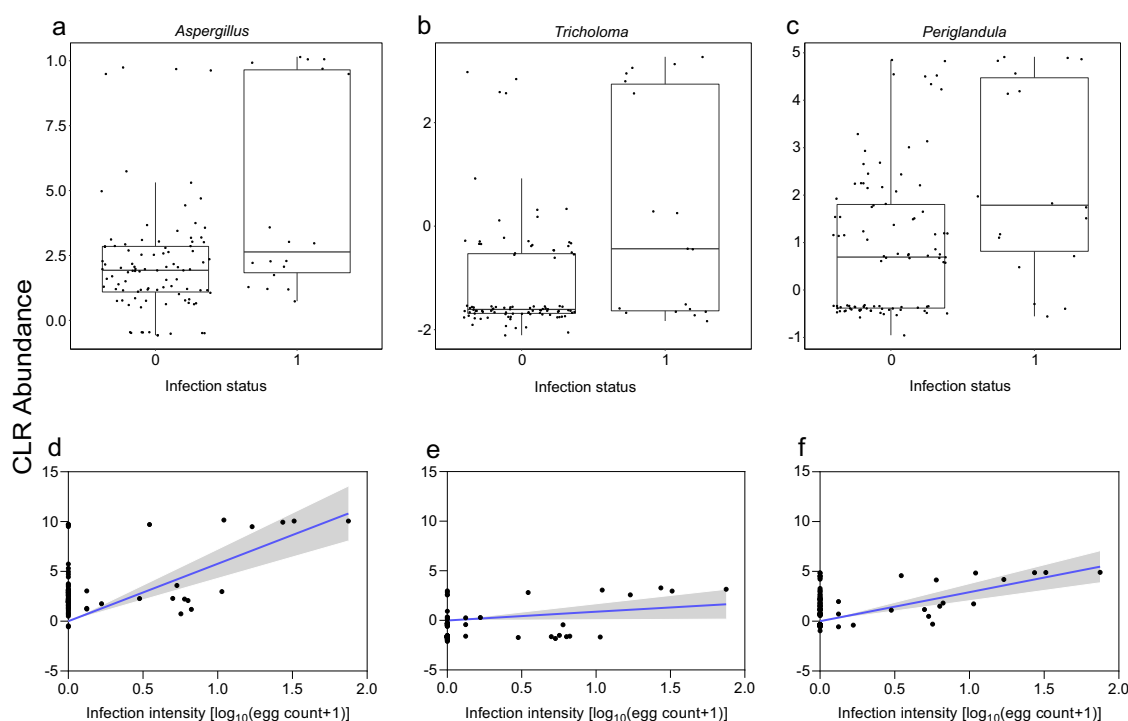 a
Aspergillus
1.0
7.5
5.0
2.5
0.0
0 1
Infection status
b
Tricholoma
2
0
-2
0 1
Infection status
c
Periglandula
5
4
3
2
1
0
-1
0 1
Infection status
CLR Abundance
d
15
10
5
0
-5
0.0 0.5 1.0 1.5 2.0
Infection intensity [log10(egg count+1)]
e
15
10
5
0
-5
0.0 0.5 1.0 1.5 2.0
Infection intensity [log10(egg count+1)]
f
15
10
5
0
-5
0.0 0.5 1.0 1.5 2.0
Infection intensity [log10(egg count+1)]